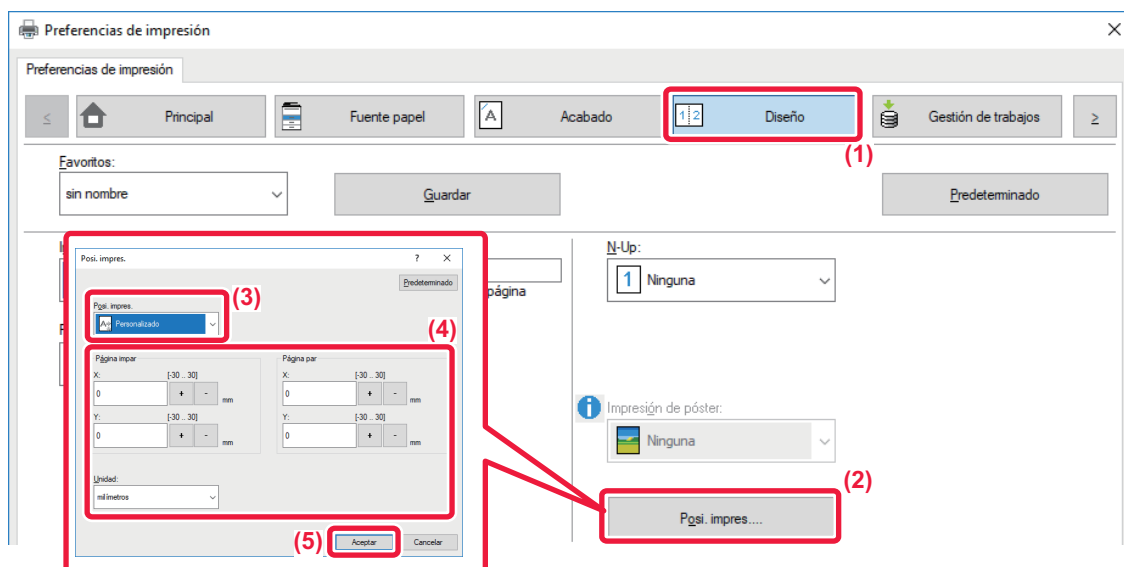 Preferencias de impresión
Preferencias de impresión
< Principal Fuente papel Acabado 1 2 Diseño Gestión de trabajos >
(1)
Favoritos:
sin nombre Guardar Predeterminado
N-Up:
1 Ninguna
página
Posi. impres. ?
Predeterminado
Posi. impres.
(3)
Personalizado
(4)
Página impar Página par
X: [-30 .. 30] X: [-30 .. 30]
0 + - mm 0 + - mm
Y: [-30 .. 30] Y: [-30 .. 30]
0 + - mm 0 + - mm
Unidad:
milímetros
(5) Aceptar Cancelar
Impresión de póster:
Ninguna
(2)
Posi. impres....